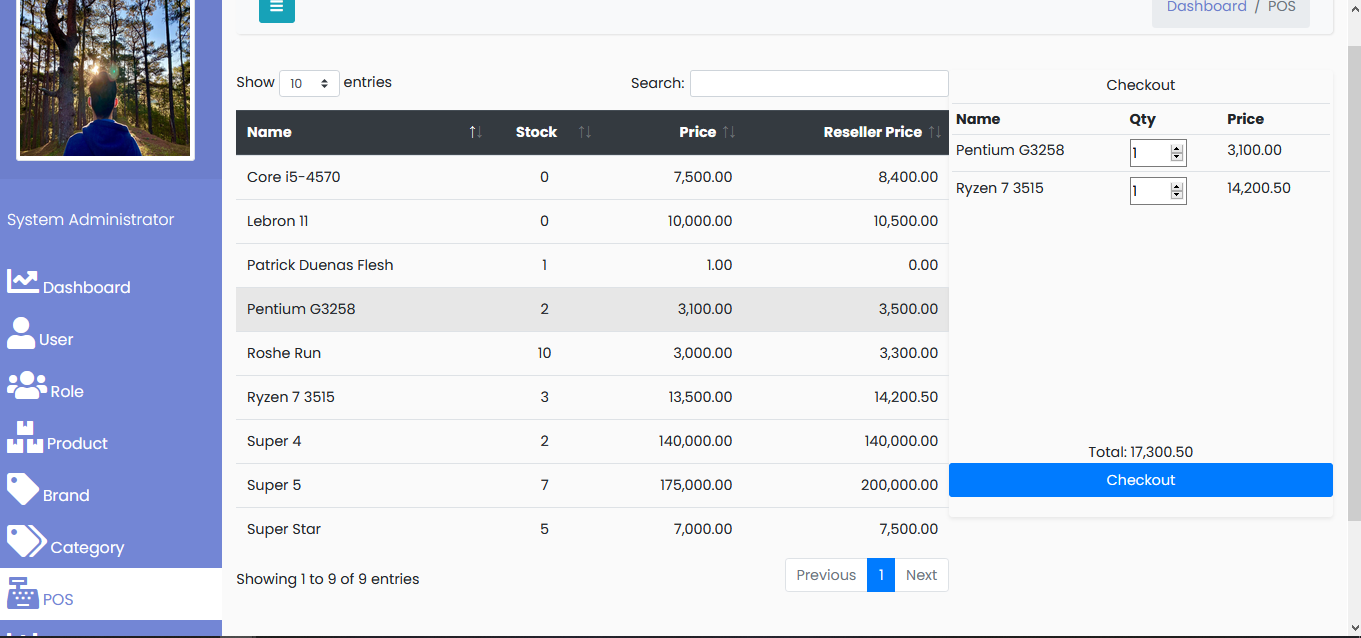 Dashboard / POS
System Administrator
Dashboard
User
Role
Product
Brand
Category
POS
Show 10 entries
Search:
Name Stock Price Reseller Price
Core i5-4570 0 7,500.00 8,400.00
Lebron 11 0 10,000.00 10,500.00
Patrick Duenas Flesh 1 1.00 0.00
Pentium G3258 2 3,100.00 3,500.00
Roshe Run 10 3,000.00 3,300.00
Ryzen 7 3515 3 13,500.00 14,200.50
Super 4 2 140,000.00 140,000.00
Super 5 7 175,000.00 200,000.00
Super Star 5 7,000.00 7,500.00
Showing 1 to 9 of 9 entries
Previous 1 Next
Checkout
Name Qty Price
Pentium G3258 1 3,100.00
Ryzen 7 3515 1 14,200.50
Total: 17,300.50
Checkout